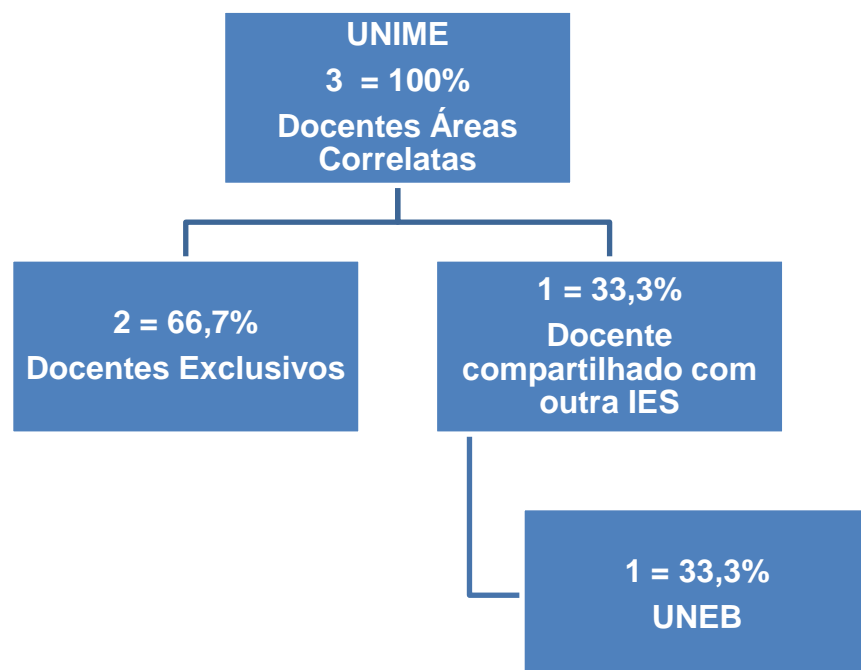 UNIME
3 = 100%
Docentes Áreas
Correlatas
2 = 66,7%
Docentes Exclusivos
1 = 33,3%
Docente
compartilhado com
outra IES
1 = 33,3%
UNEB